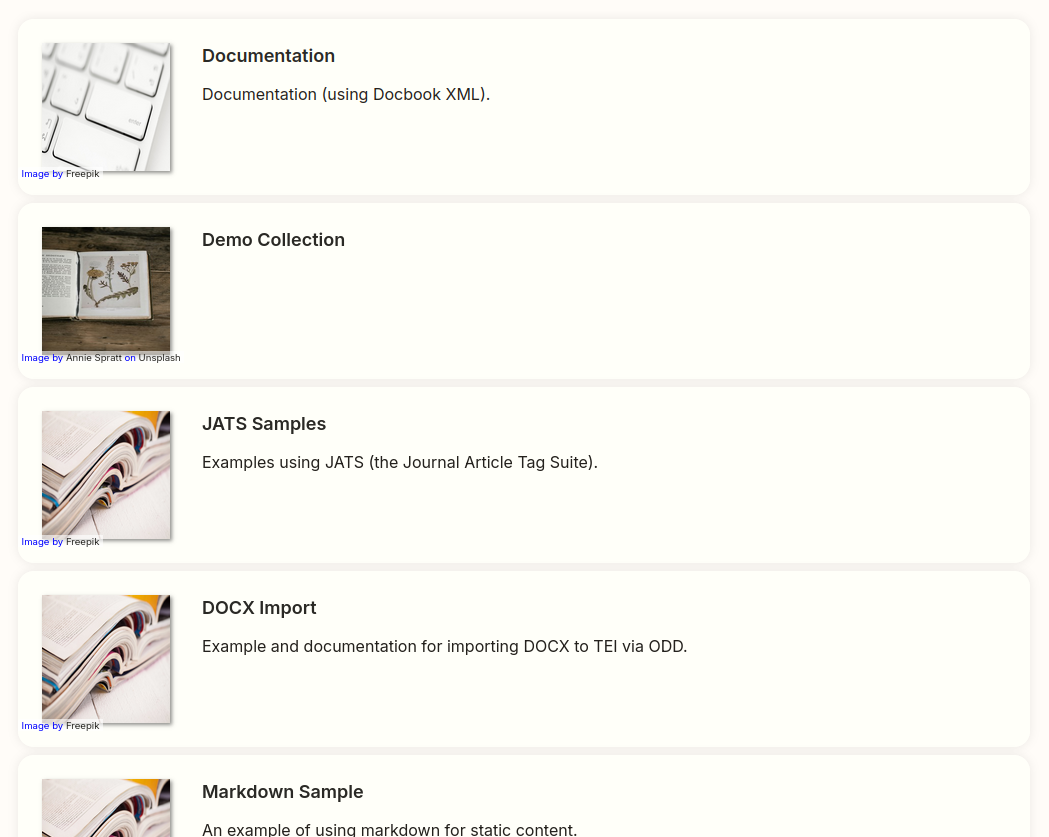 Documentation
Documentation (using Docbook XML).
Image by Freepik
Demo Collection
Image by Annie Spratt on Unsplash
JATS Samples
Examples using JATS (the Journal Article Tag Suite).
Image by Freepik
DOCX Import
Example and documentation for importing DOCX to TEI via ODD.
Image by Freepik
Markdown Sample
An example of using markdown for static content.